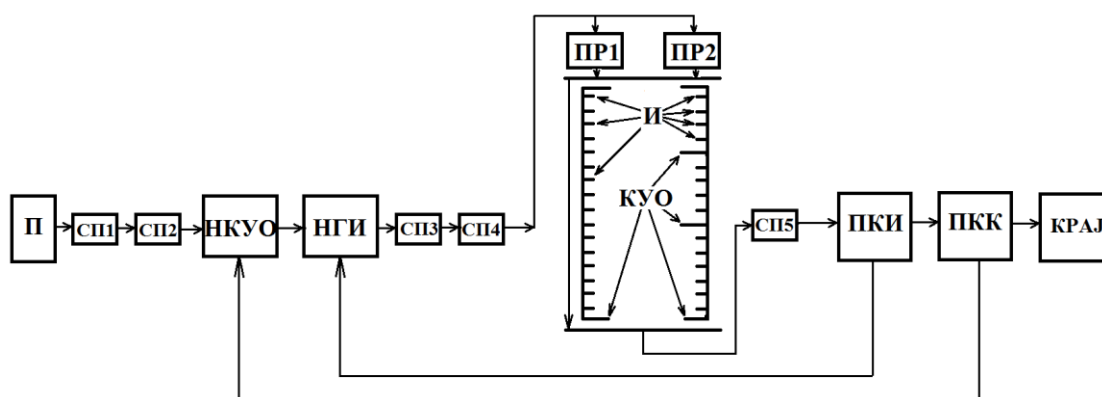 ПР1
ПР2
И
КУО
П
СП1
СП2
НКУО
НГИ
СП3
СП4
СП5
ПКИ
ПКК
КРАЈ